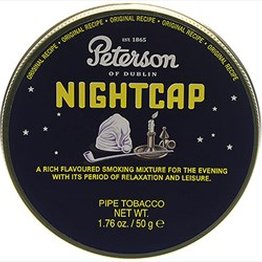 ORIGINAL RECIPE · ORIGINAL RECIPE · ORIGINAL RECIPE · ORIGINAL RECIPE
EST 1865
Peterson
OF DUBLIN
NIGHTCAP
A RICH FLAVOURED SMOKING MIXTURE FOR THE EVENING
WITH ITS PERIOD OF RELAXATION AND LEISURE.
PIPE TOBACCO
NET WT.
1.76 oz. / 50 g ℮